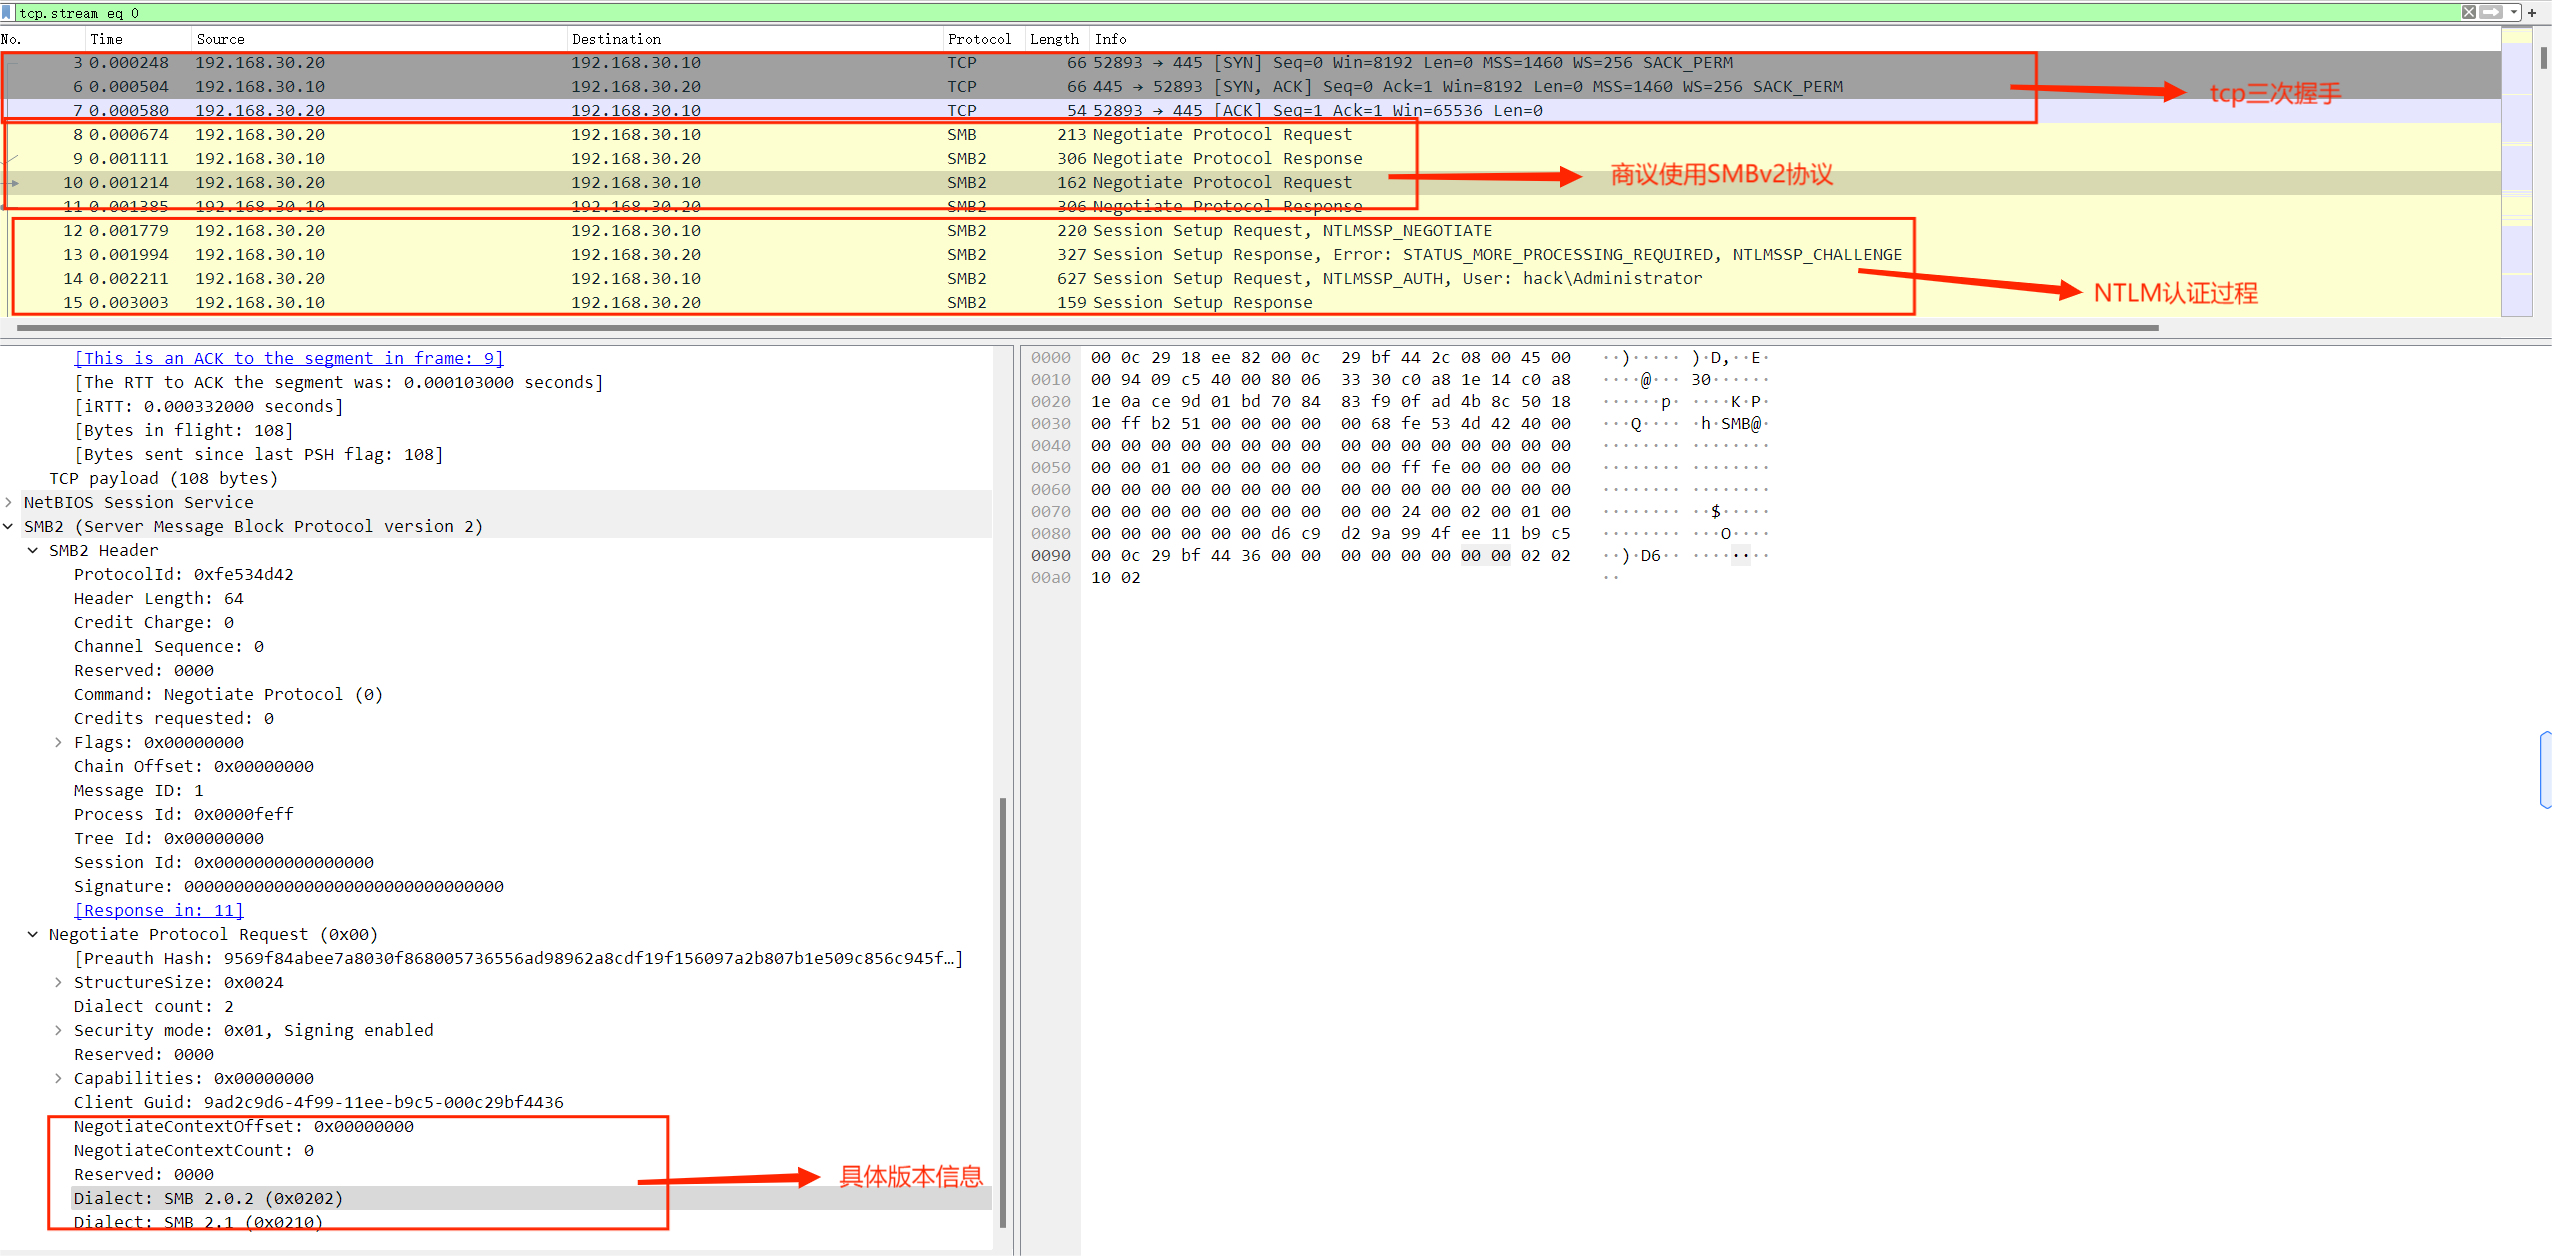 tcp.stream eq 0
No. Time Source Destination Protocol Length Info
3 0.000248 192.168.30.20 192.168.30.10 TCP 66 52893 → 445 [SYN] Seq=0 Win=8192 Len=0 MSS=1460 WS=256 SACK_PERM
6 0.000504 192.168.30.10 192.168.30.20 TCP 66 445 → 52893 [SYN, ACK] Seq=0 Ack=1 Win=8192 Len=0 MSS=1460 WS=256 SACK_PERM
7 0.000580 192.168.30.20 192.168.30.10 TCP 54 52893 → 445 [ACK] Seq=1 Ack=1 Win=65536 Len=0
tcp三次握手
8 0.000674 192.168.30.20 192.168.30.10 SMB 213 Negotiate Protocol Request
9 0.001111 192.168.30.10 192.168.30.20 SMB2 306 Negotiate Protocol Response
10 0.001214 192.168.30.20 192.168.30.10 SMB2 162 Negotiate Protocol Request
11 0.001385 192.168.30.10 192.168.30.20 SMB2 306 Negotiate Protocol Response
商议使用SMBv2协议
12 0.001779 192.168.30.20 192.168.30.10 SMB2 220 Session Setup Request, NTLMSSP_NEGOTIATE
13 0.001994 192.168.30.10 192.168.30.20 SMB2 327 Session Setup Response, Error: STATUS_MORE_PROCESSING_REQUIRED, NTLMSSP_CHALLENGE
14 0.002211 192.168.30.20 192.168.30.10 SMB2 627 Session Setup Request, NTLMSSP_AUTH, User: hack\Administrator
15 0.003003 192.168.30.10 192.168.30.20 SMB2 159 Session Setup Response
NTLM认证过程
[This is an ACK to the segment in frame: 9]
[The RTT to ACK the segment was: 0.000103000 seconds]
[iRTT: 0.000332000 seconds]
[Bytes in flight: 108]
[Bytes sent since last PSH flag: 108]
TCP payload (108 bytes)
NetBIOS Session Service
SMB2 (Server Message Block Protocol version 2)
SMB2 Header
ProtocolId: 0xfe534d42
Header Length: 64
Credit Charge: 0
Channel Sequence: 0
Reserved: 0000
Command: Negotiate Protocol (0)
Credits requested: 0
Flags: 0x00000000
Chain Offset: 0x00000000
Message ID: 1
Process Id: 0x0000feff
Tree Id: 0x00000000
Session Id: 0x0000000000000000
Signature: 00000000000000000000000000000000
[Response in: 11]
Negotiate Protocol Request (0x00)
[Preauth Hash: 9569f84abee7a8030f868005736556ad98962a8cdf19f156097a2b807b1e509c856c945f…]
StructureSize: 0x0024
Dialect count: 2
Security mode: 0x01, Signing enabled
Reserved: 0000
Capabilities: 0x00000000
Client Guid: 9ad2c9d6-4f99-11ee-b9c5-000c29bf4436
NegotiateContextOffset: 0x00000000
NegotiateContextCount: 0
Reserved: 0000
Dialect: SMB 2.0.2 (0x0202)
Dialect: SMB 2.1 (0x0210)
具体版本信息
0000 00 0c 29 18 ee 82 00 0c 29 bf 44 2c 08 00 45 00 ··)····· )·D,··E·
0010 00 94 09 c5 40 00 80 06 33 30 c0 a8 1e 14 c0 a8 ····@··· 30······
0020 1e 0a ce 9d 01 bd 70 84 83 f9 0f ad 4b 8c 50 18 ······p· ····K·P·
0030 00 ff b2 51 00 00 00 00 00 68 fe 53 4d 42 40 00 ···Q···· ·h·SMB@·
0040 00 00 00 00 00 00 00 00 00 00 00 00 00 00 00 00 ········ ········
0050 00 00 01 00 00 00 00 00 00 00 ff fe 00 00 00 00 ········ ········
0060 00 00 00 00 00 00 00 00 00 00 00 00 00 00 00 00 ········ ········
0070 00 00 00 00 00 00 00 00 00 00 24 00 02 00 01 00 ········ ··$·····
0080 00 00 00 00 00 00 d6 c9 d2 9a 99 4f ee 11 b9 c5 ········ ···O····
0090 00 0c 29 bf 44 36 00 00 00 00 00 00 00 00 02 02 ··)·D6·· ········
00a0 10 02 ··